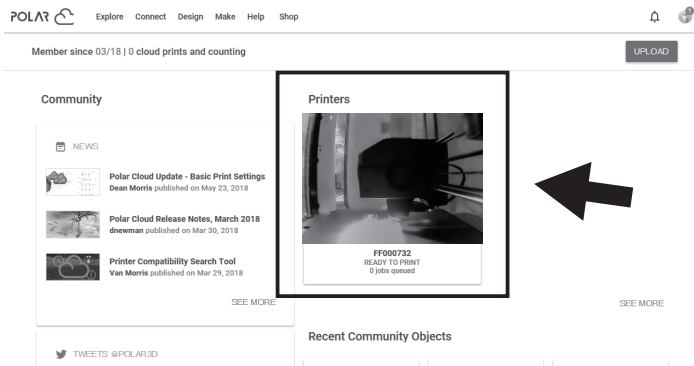 POLAR
Explore Connect Design Make Help Shop
1
Member since 03/18 | 0 cloud prints and counting
UPLOAD
Community
NEWS
Polar Cloud Update - Basic Print Settings
Dean Morris published on May 23, 2018
Polar Cloud Release Notes, March 2018
dnewman published on Mar 30, 2018
Printer Compatibility Search Tool
Van Morris published on Mar 29, 2018
SEE MORE
TWEETS @POLAR3D
Printers
FF000732
READY TO PRINT
0 jobs queued
SEE MORE
Recent Community Objects